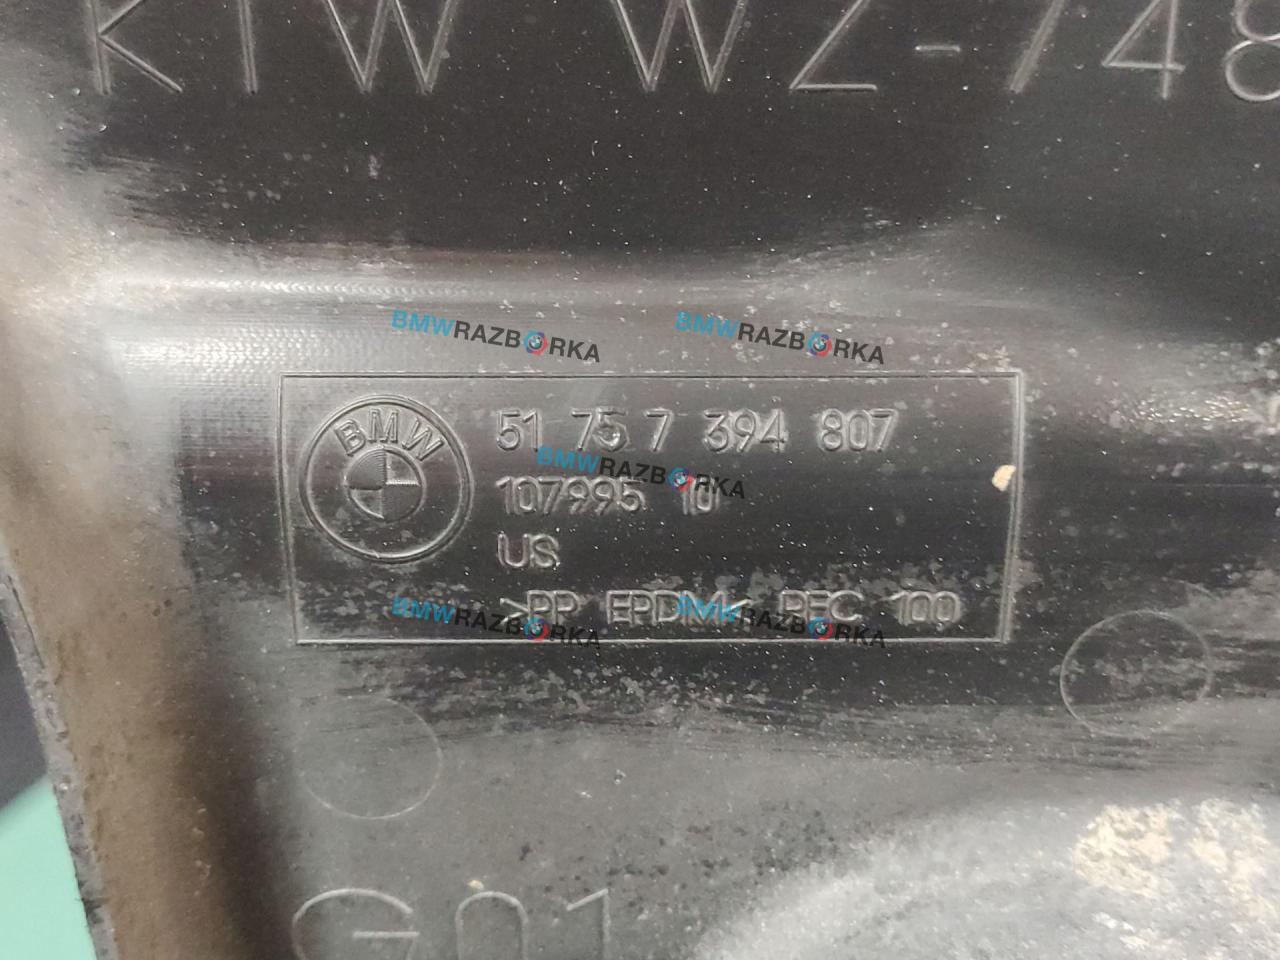 KTW WZ-748
BMWRAZBORKA BMWRAZBORKA
BMW
51 75 7 394 807
BMWRAZBORKA
107995 10
US
>PP EPDM< REC 100
BMWRAZBORKA BMWRAZBORKA
G01